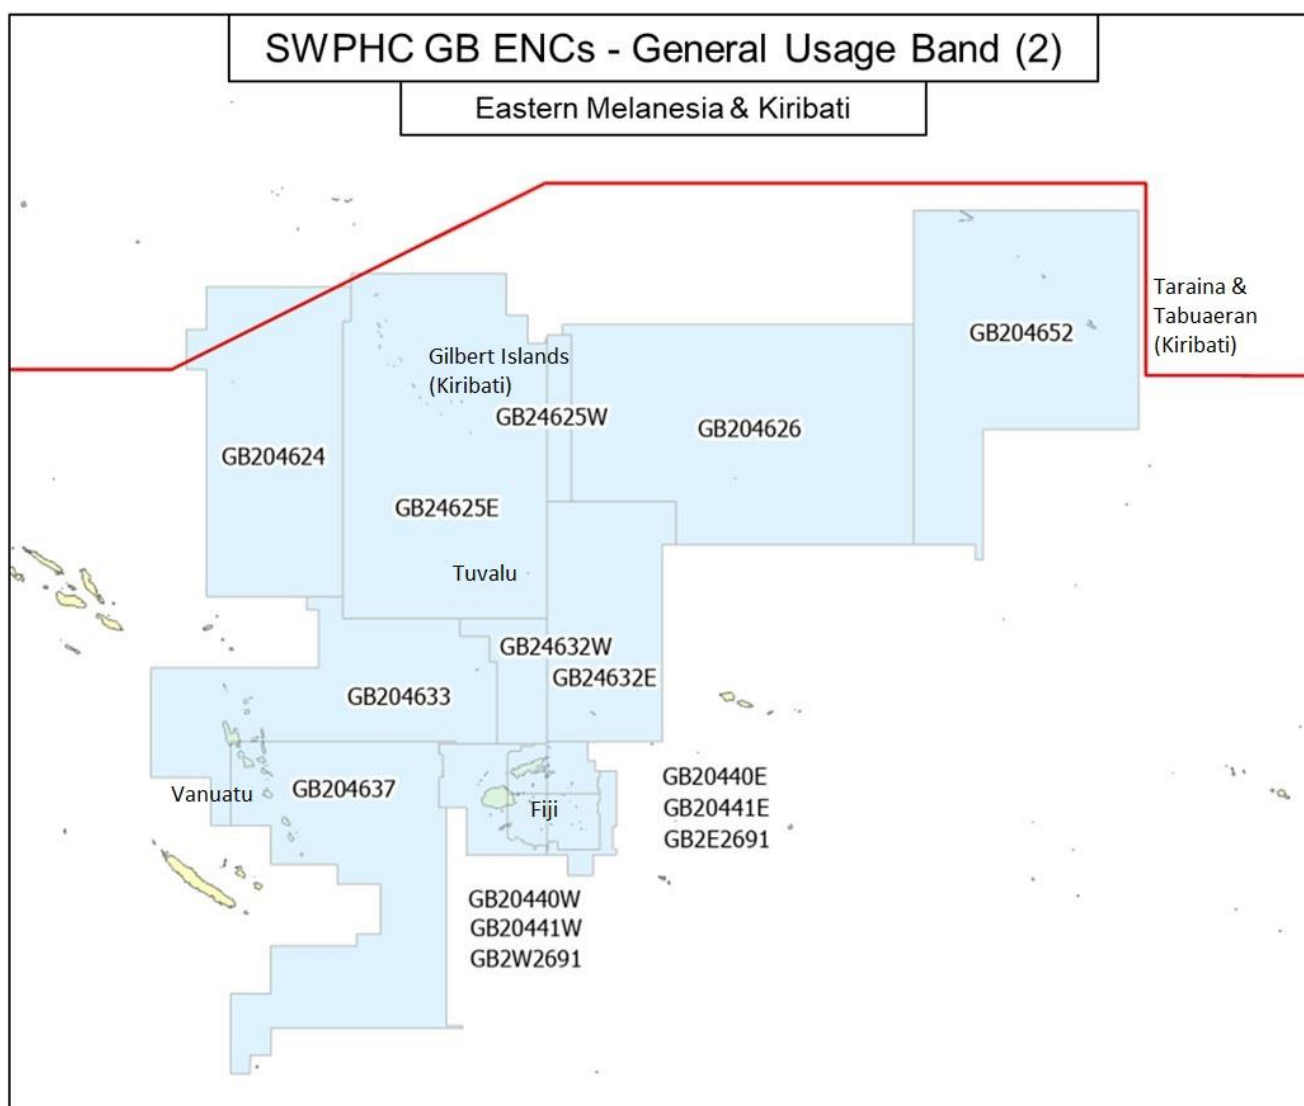 SWPHC GB ENCs - General Usage Band (2)
Eastern Melanesia & Kiribati
Taraina &
Tabuaeran
(Kiribati)
GB204652
Gilbert Islands
(Kiribati)
GB24625W
GB204626
GB204624
GB24625E
Tuvalu
GB24632W
GB24632E
GB204633
GB204637
Vanuatu
Fiji
GB20440E
GB20441E
GB2E2691
GB20440W
GB20441W
GB2W2691